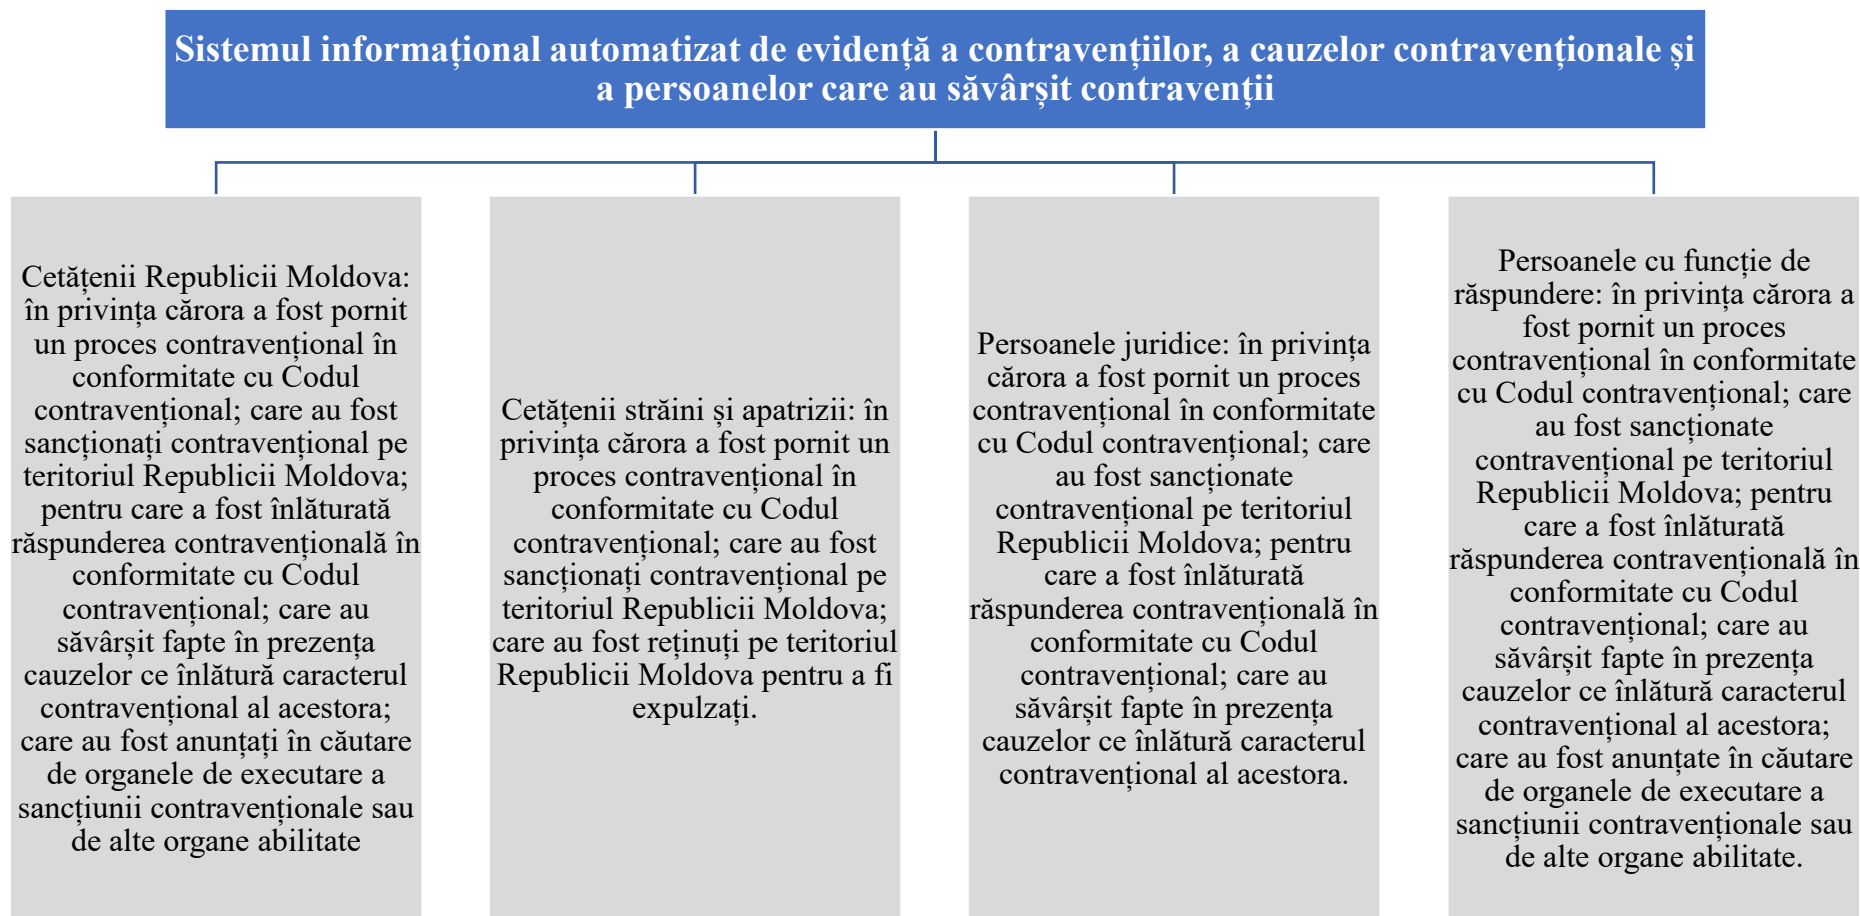 Sistemul informațional automatizat de evidență a contravențiilor, a cauzelor contravenționale și
a persoanelor care au săvârșit contravenții
Cetățenii Republicii Moldova:
în privința cărora a fost pornit
un proces contravențional în
conformitate cu Codul
contravențional; care au fost
sancționați contravențional pe
teritoriul Republicii Moldova;
pentru care a fost înlăturată
răspunderea contravențională în
conformitate cu Codul
contravențional; care au
săvârșit fapte în prezența
cauzelor ce înlătură caracterul
contravențional al acestora;
care au fost anunțați în căutare
de organele de executare a
sancțiunii contravenționale sau
de alte organe abilitate
Cetățenii străini și apatrizii: în
privința cărora a fost pornit un
proces contravențional în
conformitate cu Codul
contravențional; care au fost
sancționați contravențional pe
teritoriul Republicii Moldova;
care au fost reținuți pe teritoriul
Republicii Moldova pentru a fi
expulzați.
Persoanele juridice: în privința
cărora a fost pornit un proces
contravențional în conformitate
cu Codul contravențional; care
au fost sancționate
contravențional pe teritoriul
Republicii Moldova; pentru
care a fost înlăturată
răspunderea contravențională în
conformitate cu Codul
contravențional; care au
săvârșit fapte în prezența
cauzelor ce înlătură caracterul
contravențional al acestora.
Persoanele cu funcție de
răspundere: în privința cărora a
fost pornit un proces
contravențional în conformitate
cu Codul contravențional; care
au fost sancționate
contravențional pe teritoriul
Republicii Moldova; pentru
care a fost înlăturată
răspunderea contravențională în
conformitate cu Codul
contravențional; care au
săvârșit fapte în prezența
cauzelor ce înlătură caracterul
contravențional al acestora;
care au fost anunțate în căutare
de organele de executare a
sancțiunii contravenționale sau
de alte organe abilitate.